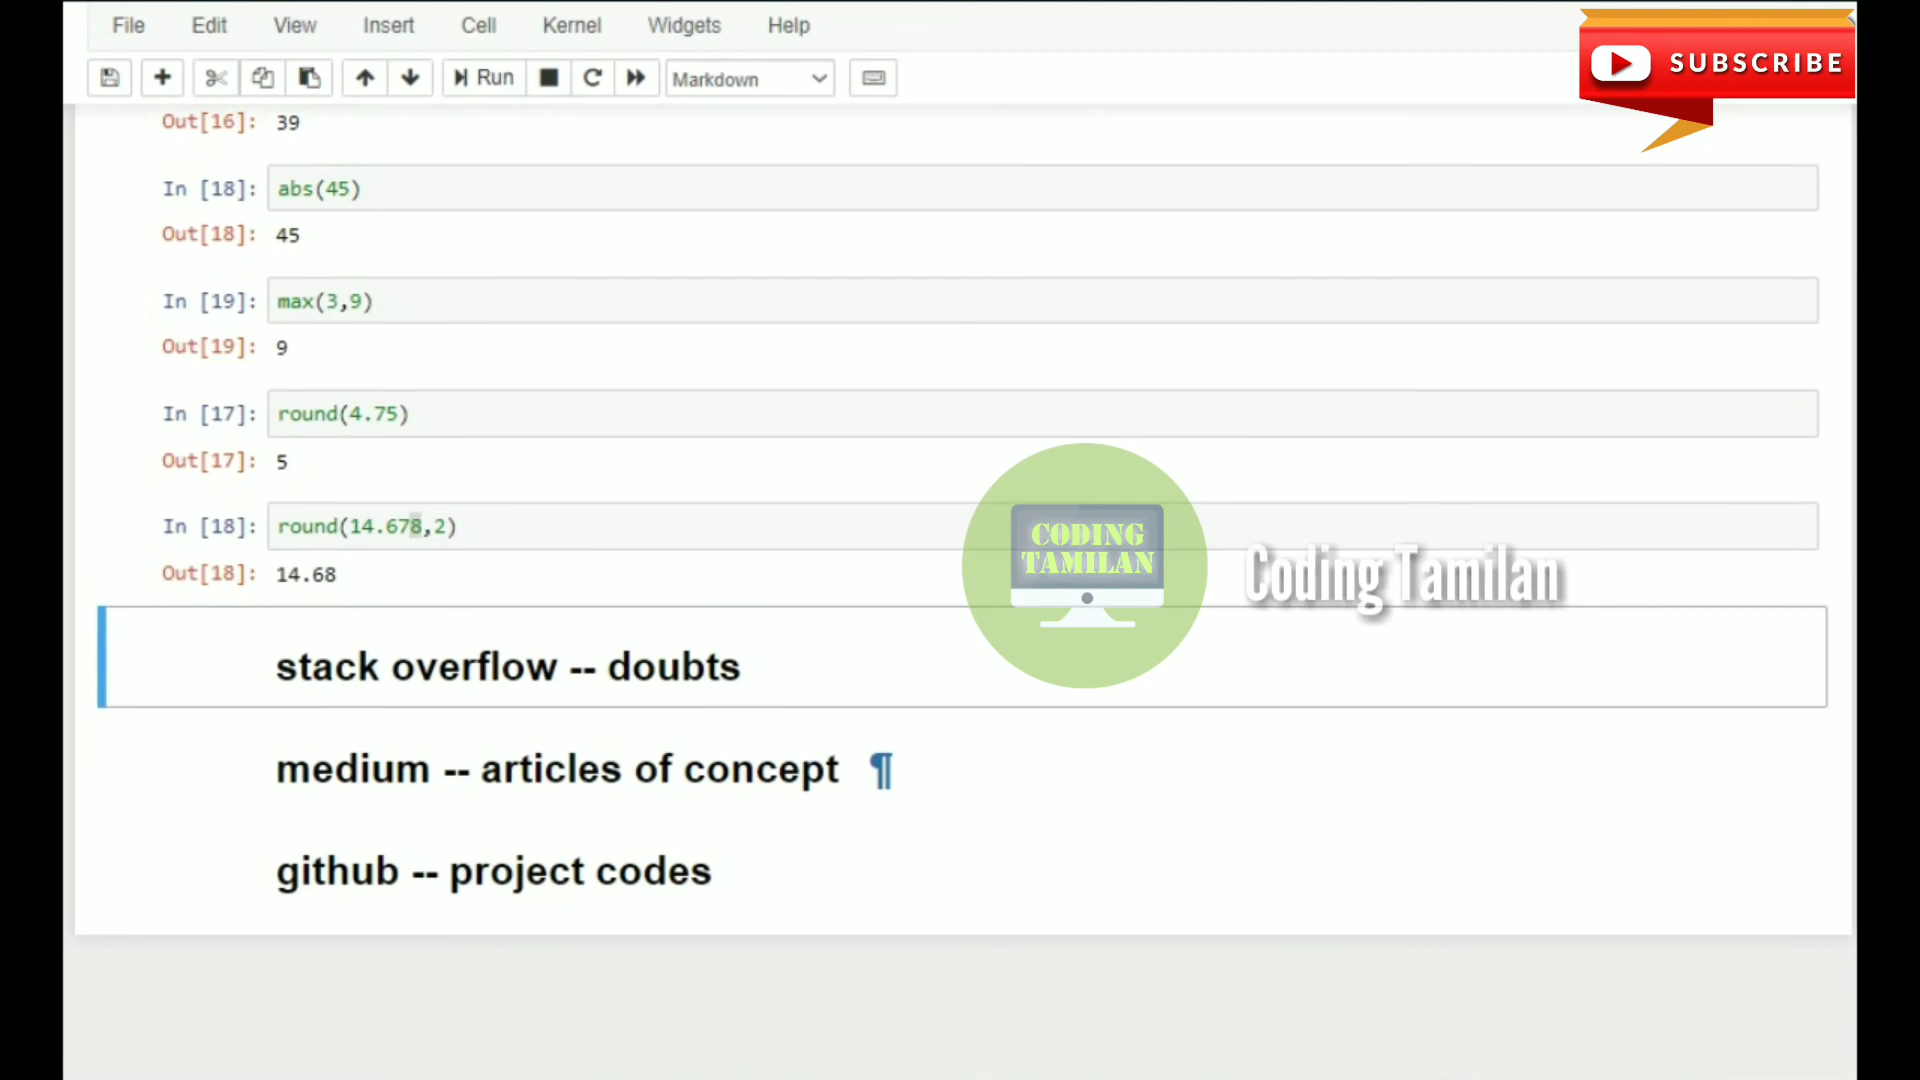 File Edit View Insert Cell Kernel Widgets Help
SUBSCRIBE
Run Markdown
Out[16]: 39
In [18]: abs(45)
Out[18]: 45
In [19]: max(3,9)
Out[19]: 9
In [17]: round(4.75)
Out[17]: 5
In [18]: round(14.678,2)
Out[18]: 14.68
CODING
TAMILAN
Coding Tamilan
stack overflow -- doubts
medium -- articles of concept ¶
github -- project codes